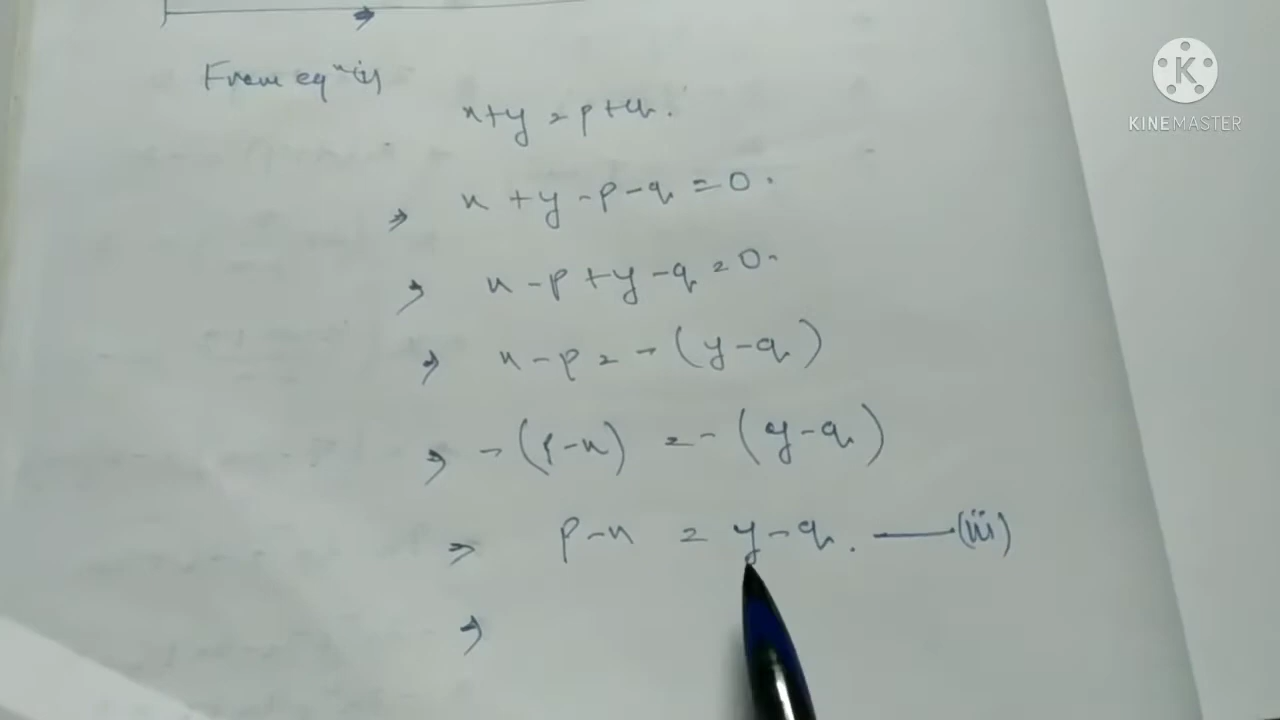 From eqⁿ (i)
x+y = p+q.
⇒ x+y-p-q = 0.
⇒ x-p+y-q = 0.
⇒ x-p = -(y-q)
⇒ -(p-x) = -(y-q)
⇒ p-x = y-q. —(iii)
⇒
K
KINEMASTER